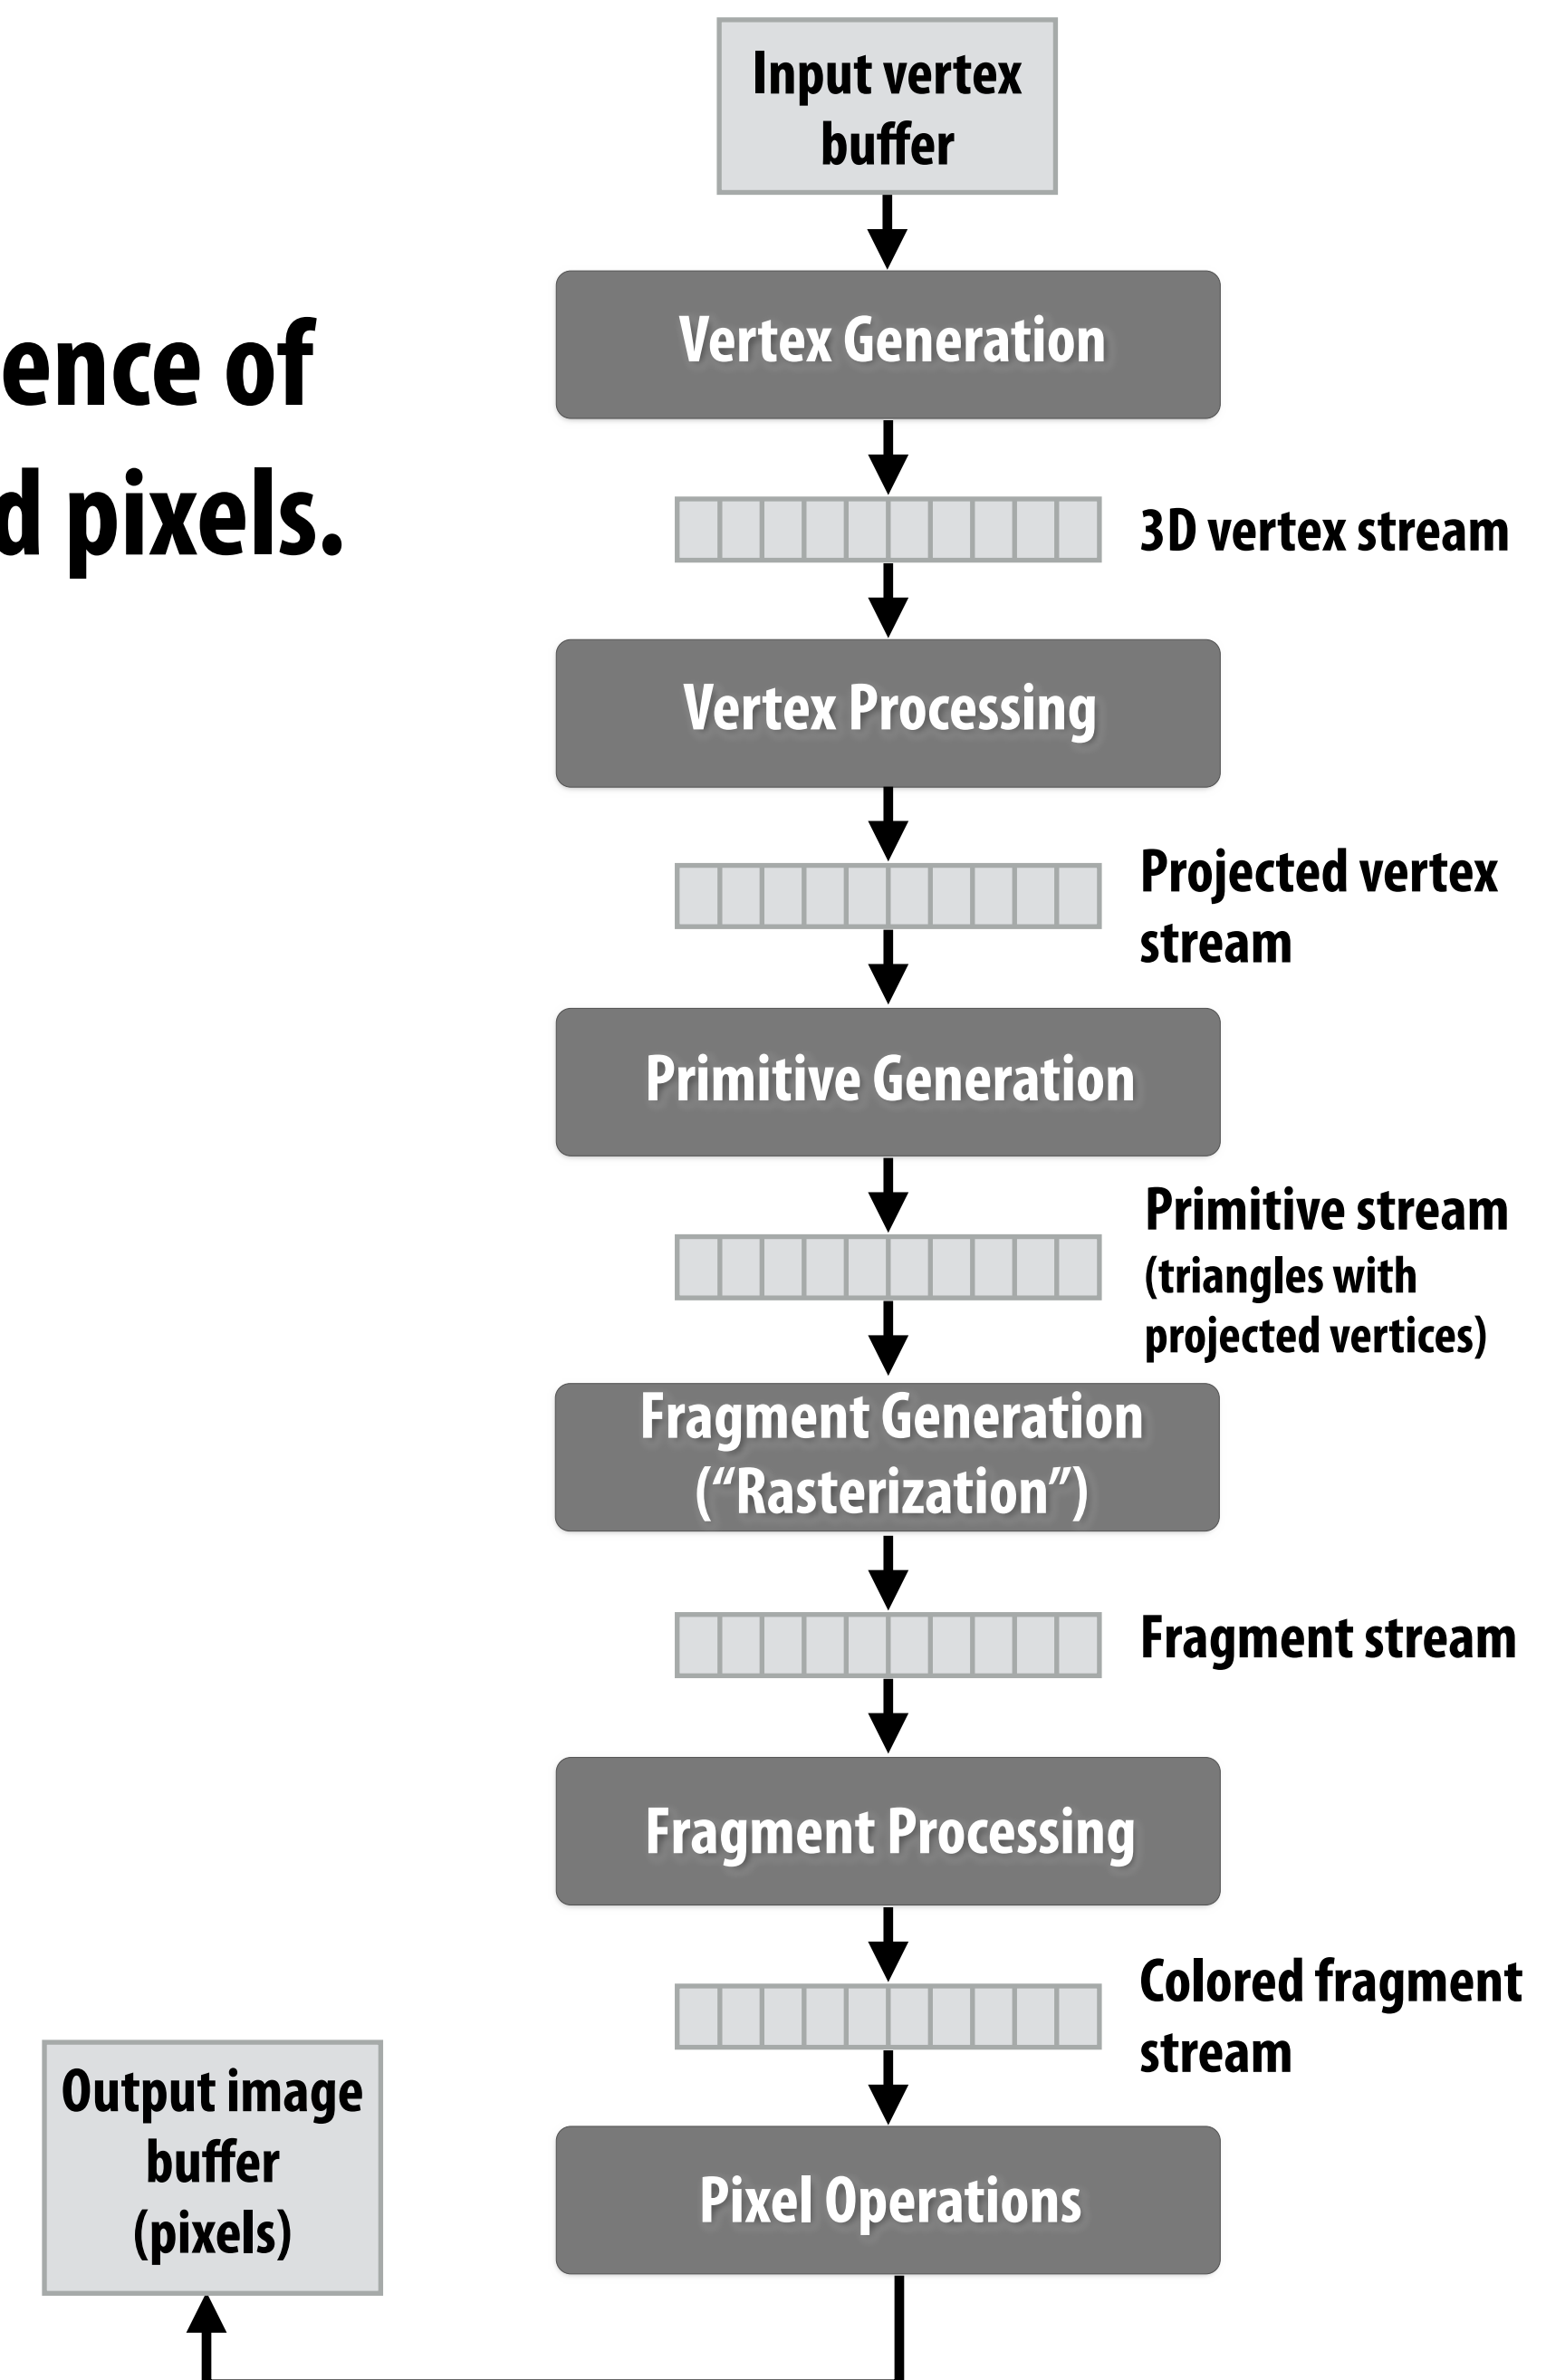 Input vertex
buffer
Vertex Generation
ence of
d pixels.
3D vertex stream
Vertex Processing
Projected vertex
stream
Primitive Generation
Primitive stream
(triangles with
projected vertices)
Fragment Generation
(“Rasterization”)
Fragment stream
Fragment Processing
Colored fragment
stream
Output image
buffer
(pixels)
Pixel Operations